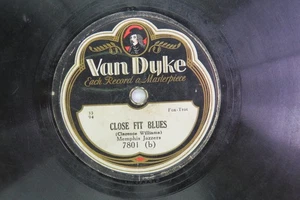 Van Dyke
Each Record a Masterpiece
Fox-Trot
CLOSE FIT BLUES
(Clarence Williams)
Memphis Jazzers
7801 (b)